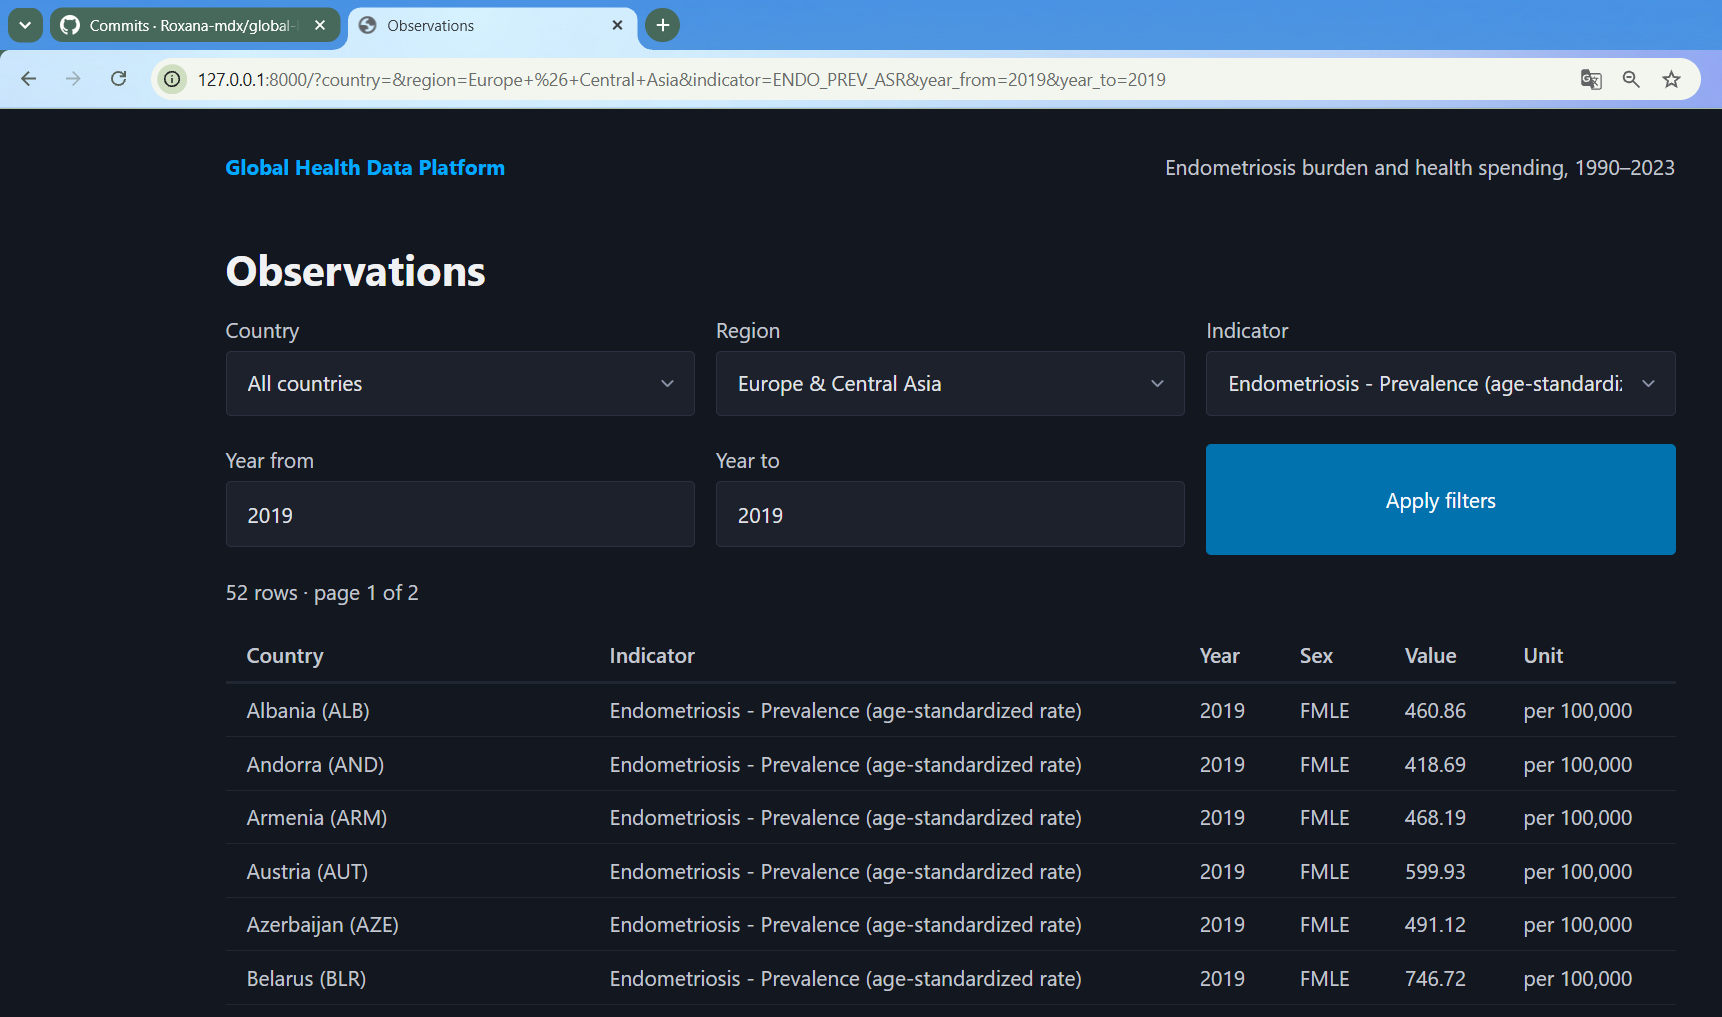 Commits · Roxana-mdx/global-
Observations
127.0.0.1:8000/?country=&region=Europe+%26+Central+Asia&indicator=ENDO_PREV_ASR&year_from=2019&year_to=2019
Global Health Data Platform
Endometriosis burden and health spending, 1990–2023
Observations
Country Region Indicator
All countries Europe & Central Asia Endometriosis - Prevalence (age-standardi
Year from Year to
2019 2019 Apply filters
52 rows · page 1 of 2
Country Indicator Year Sex Value Unit
Albania (ALB) Endometriosis - Prevalence (age-standardized rate) 2019 FMLE 460.86 per 100,000
Andorra (AND) Endometriosis - Prevalence (age-standardized rate) 2019 FMLE 418.69 per 100,000
Armenia (ARM) Endometriosis - Prevalence (age-standardized rate) 2019 FMLE 468.19 per 100,000
Austria (AUT) Endometriosis - Prevalence (age-standardized rate) 2019 FMLE 599.93 per 100,000
Azerbaijan (AZE) Endometriosis - Prevalence (age-standardized rate) 2019 FMLE 491.12 per 100,000
Belarus (BLR) Endometriosis - Prevalence (age-standardized rate) 2019 FMLE 746.72 per 100,000